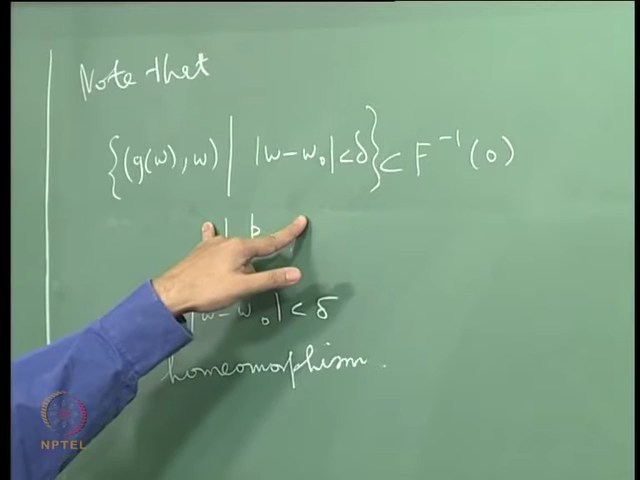 Note that
{(g(w), w) | |w - w₀| < δ} ⊂ F⁻¹(0)
|w - w₀| < δ
homeomorphism.
NPTEL